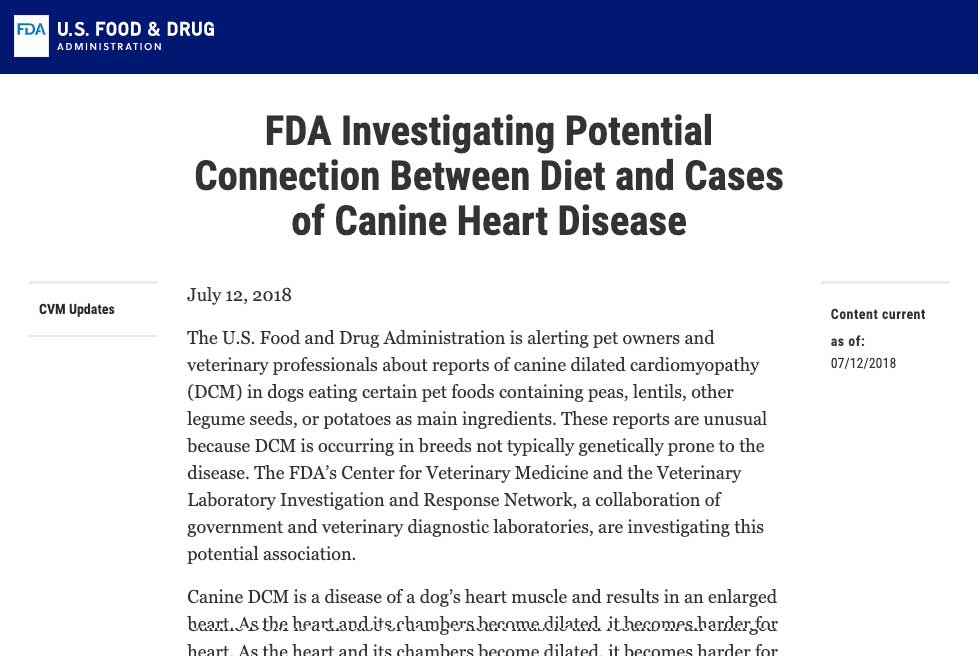 FDA
U.S. FOOD & DRUG
ADMINISTRATION
FDA Investigating Potential
Connection Between Diet and Cases
of Canine Heart Disease
CVM Updates
July 12, 2018
The U.S. Food and Drug Administration is alerting pet owners and
veterinary professionals about reports of canine dilated cardiomyopathy
(DCM) in dogs eating certain pet foods containing peas, lentils, other
legume seeds, or potatoes as main ingredients. These reports are unusual
because DCM is occurring in breeds not typically genetically prone to the
disease. The FDA’s Center for Veterinary Medicine and the Veterinary
Laboratory Investigation and Response Network, a collaboration of
government and veterinary diagnostic laboratories, are investigating this
potential association.
Canine DCM is a disease of a dog’s heart muscle and results in an enlarged
heart. As the heart and its chambers become dilated, it becomes harder for
heart. As the heart and its chambers become dilated, it becomes harder for
Content current
as of:
07/12/2018